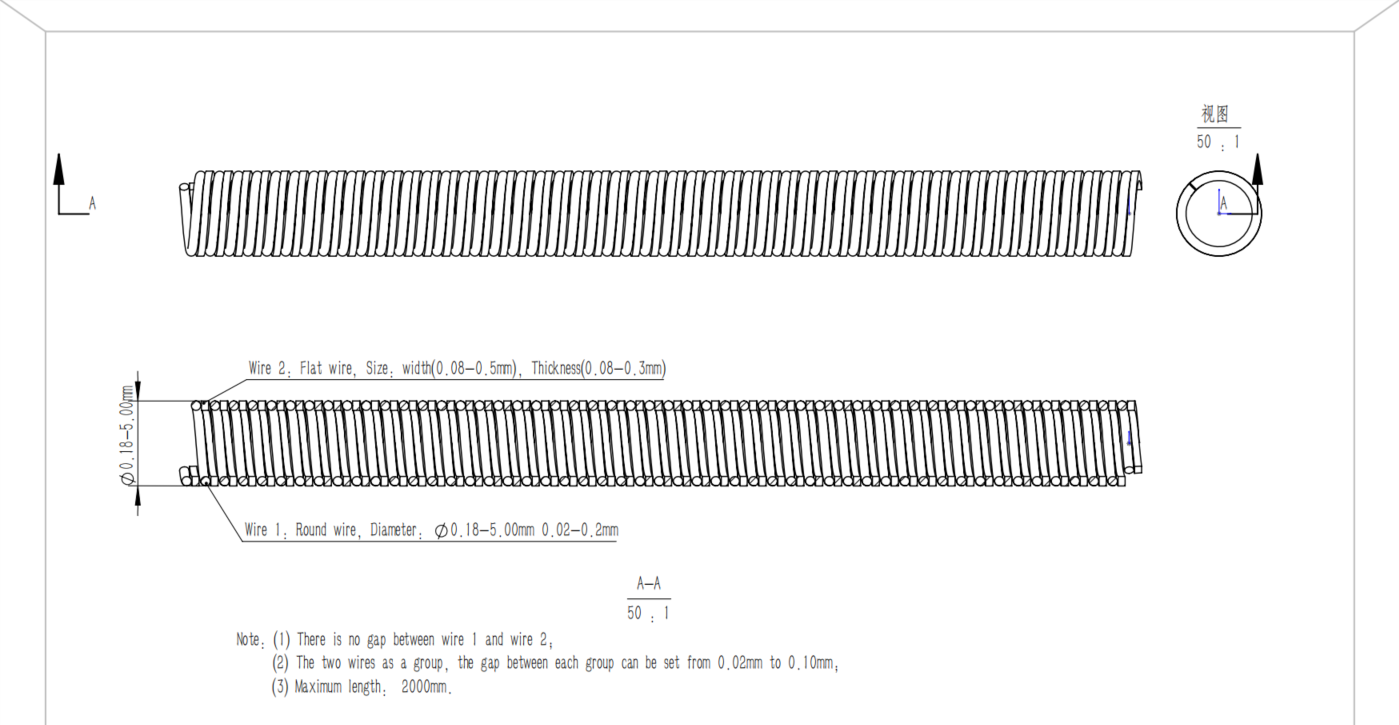 视图
50 : 1
A
A
Wire 2: Flat wire, Size: width(0.08-0.5mm), Thickness(0.08-0.3mm)
Ø0.18-5.00mm
Wire 1: Round wire, Diameter: Ø0.18-5.00mm 0.02-0.2mm
A-A
50 : 1
Note: (1) There is no gap between wire 1 and wire 2;
(2) The two wires as a group, the gap between each group can be set from 0.02mm to 0.10mm;
(3) Maximum length: 2000mm.